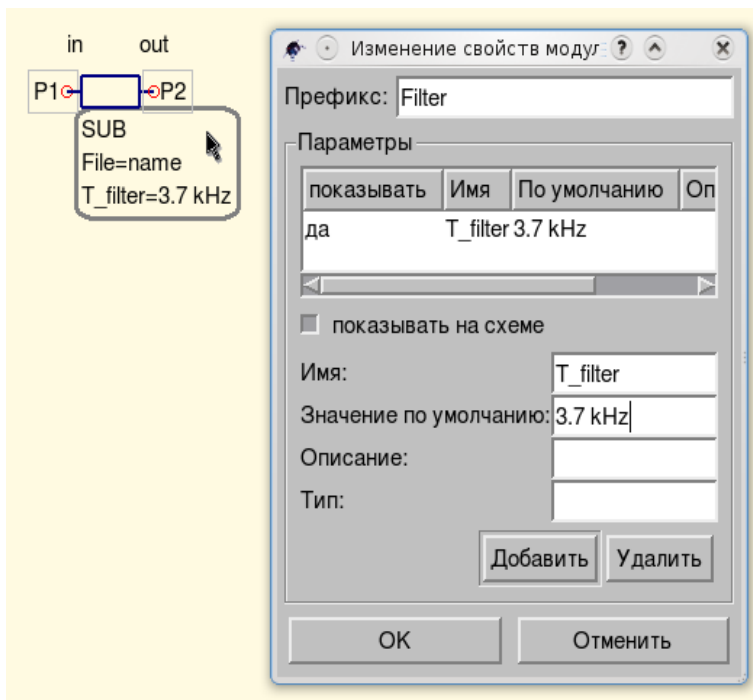 in out
P1 P2
SUB
File=name
T_filter=3.7 kHz
Изменение свойств модул ?
Префикс: Filter
Параметры
показывать Имя По умолчанию Оп
да T_filter 3.7 kHz
показывать на схеме
Имя: T_filter
Значение по умолчанию: 3.7 kHz
Описание:
Тип:
Добавить Удалить
OK Отменить